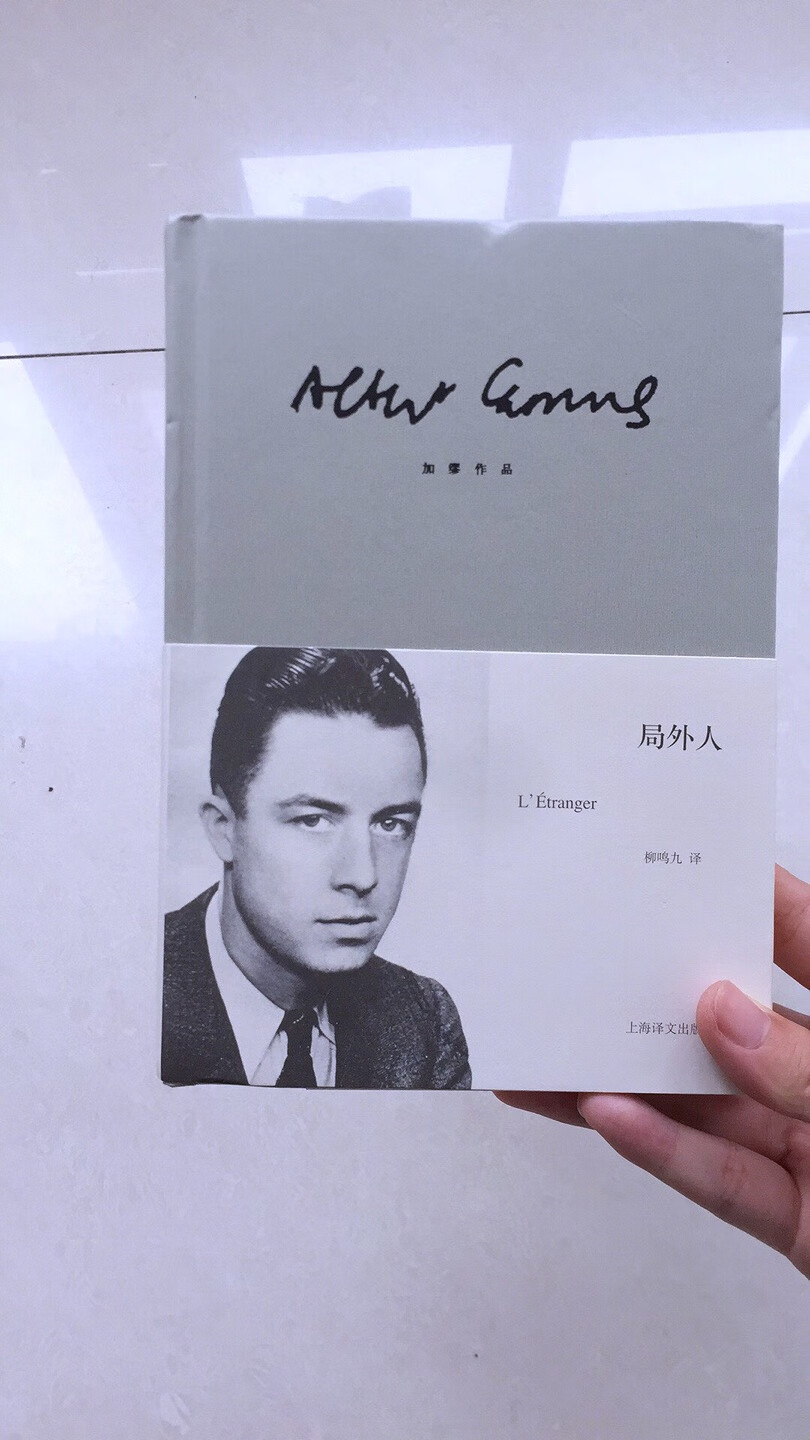 Albert Camus
加缪作品
局外人
L'Étranger
柳鸣九 译
上海译文出版